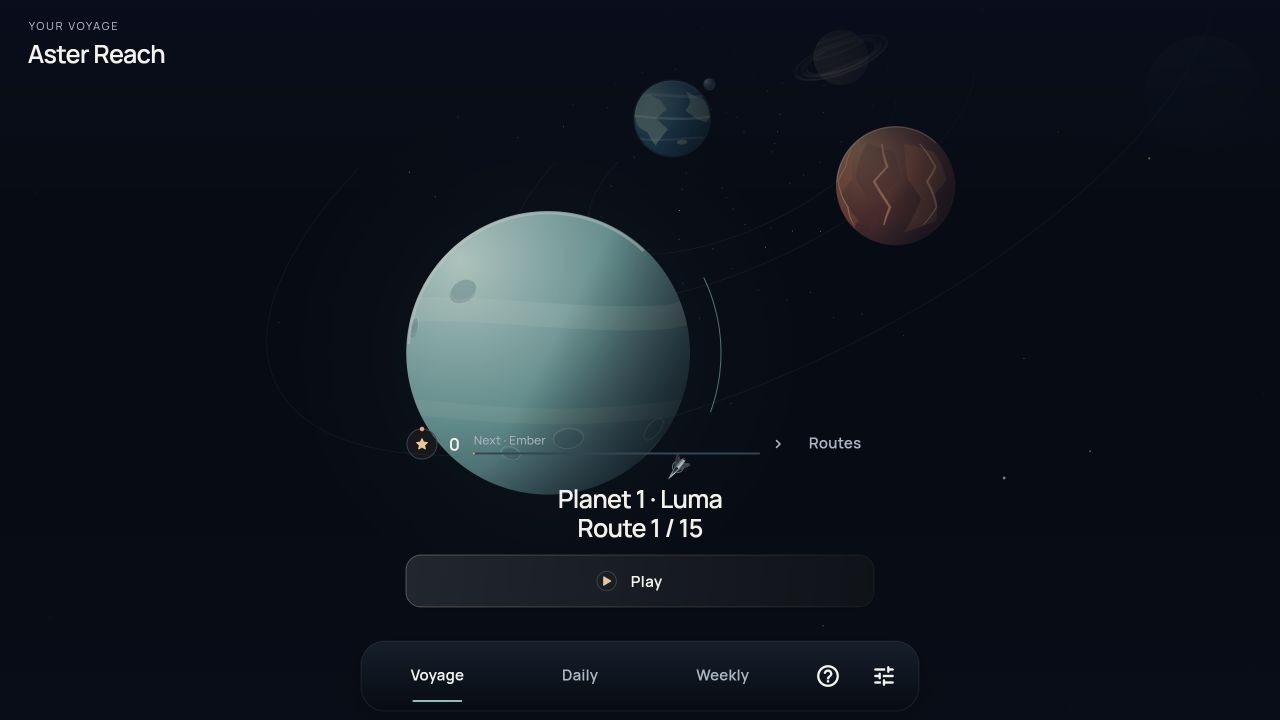 YOUR VOYAGE
Aster Reach
0
Next · Ember
Routes
Planet 1 · Luma
Route 1 / 15
Play
Voyage
Daily
Weekly